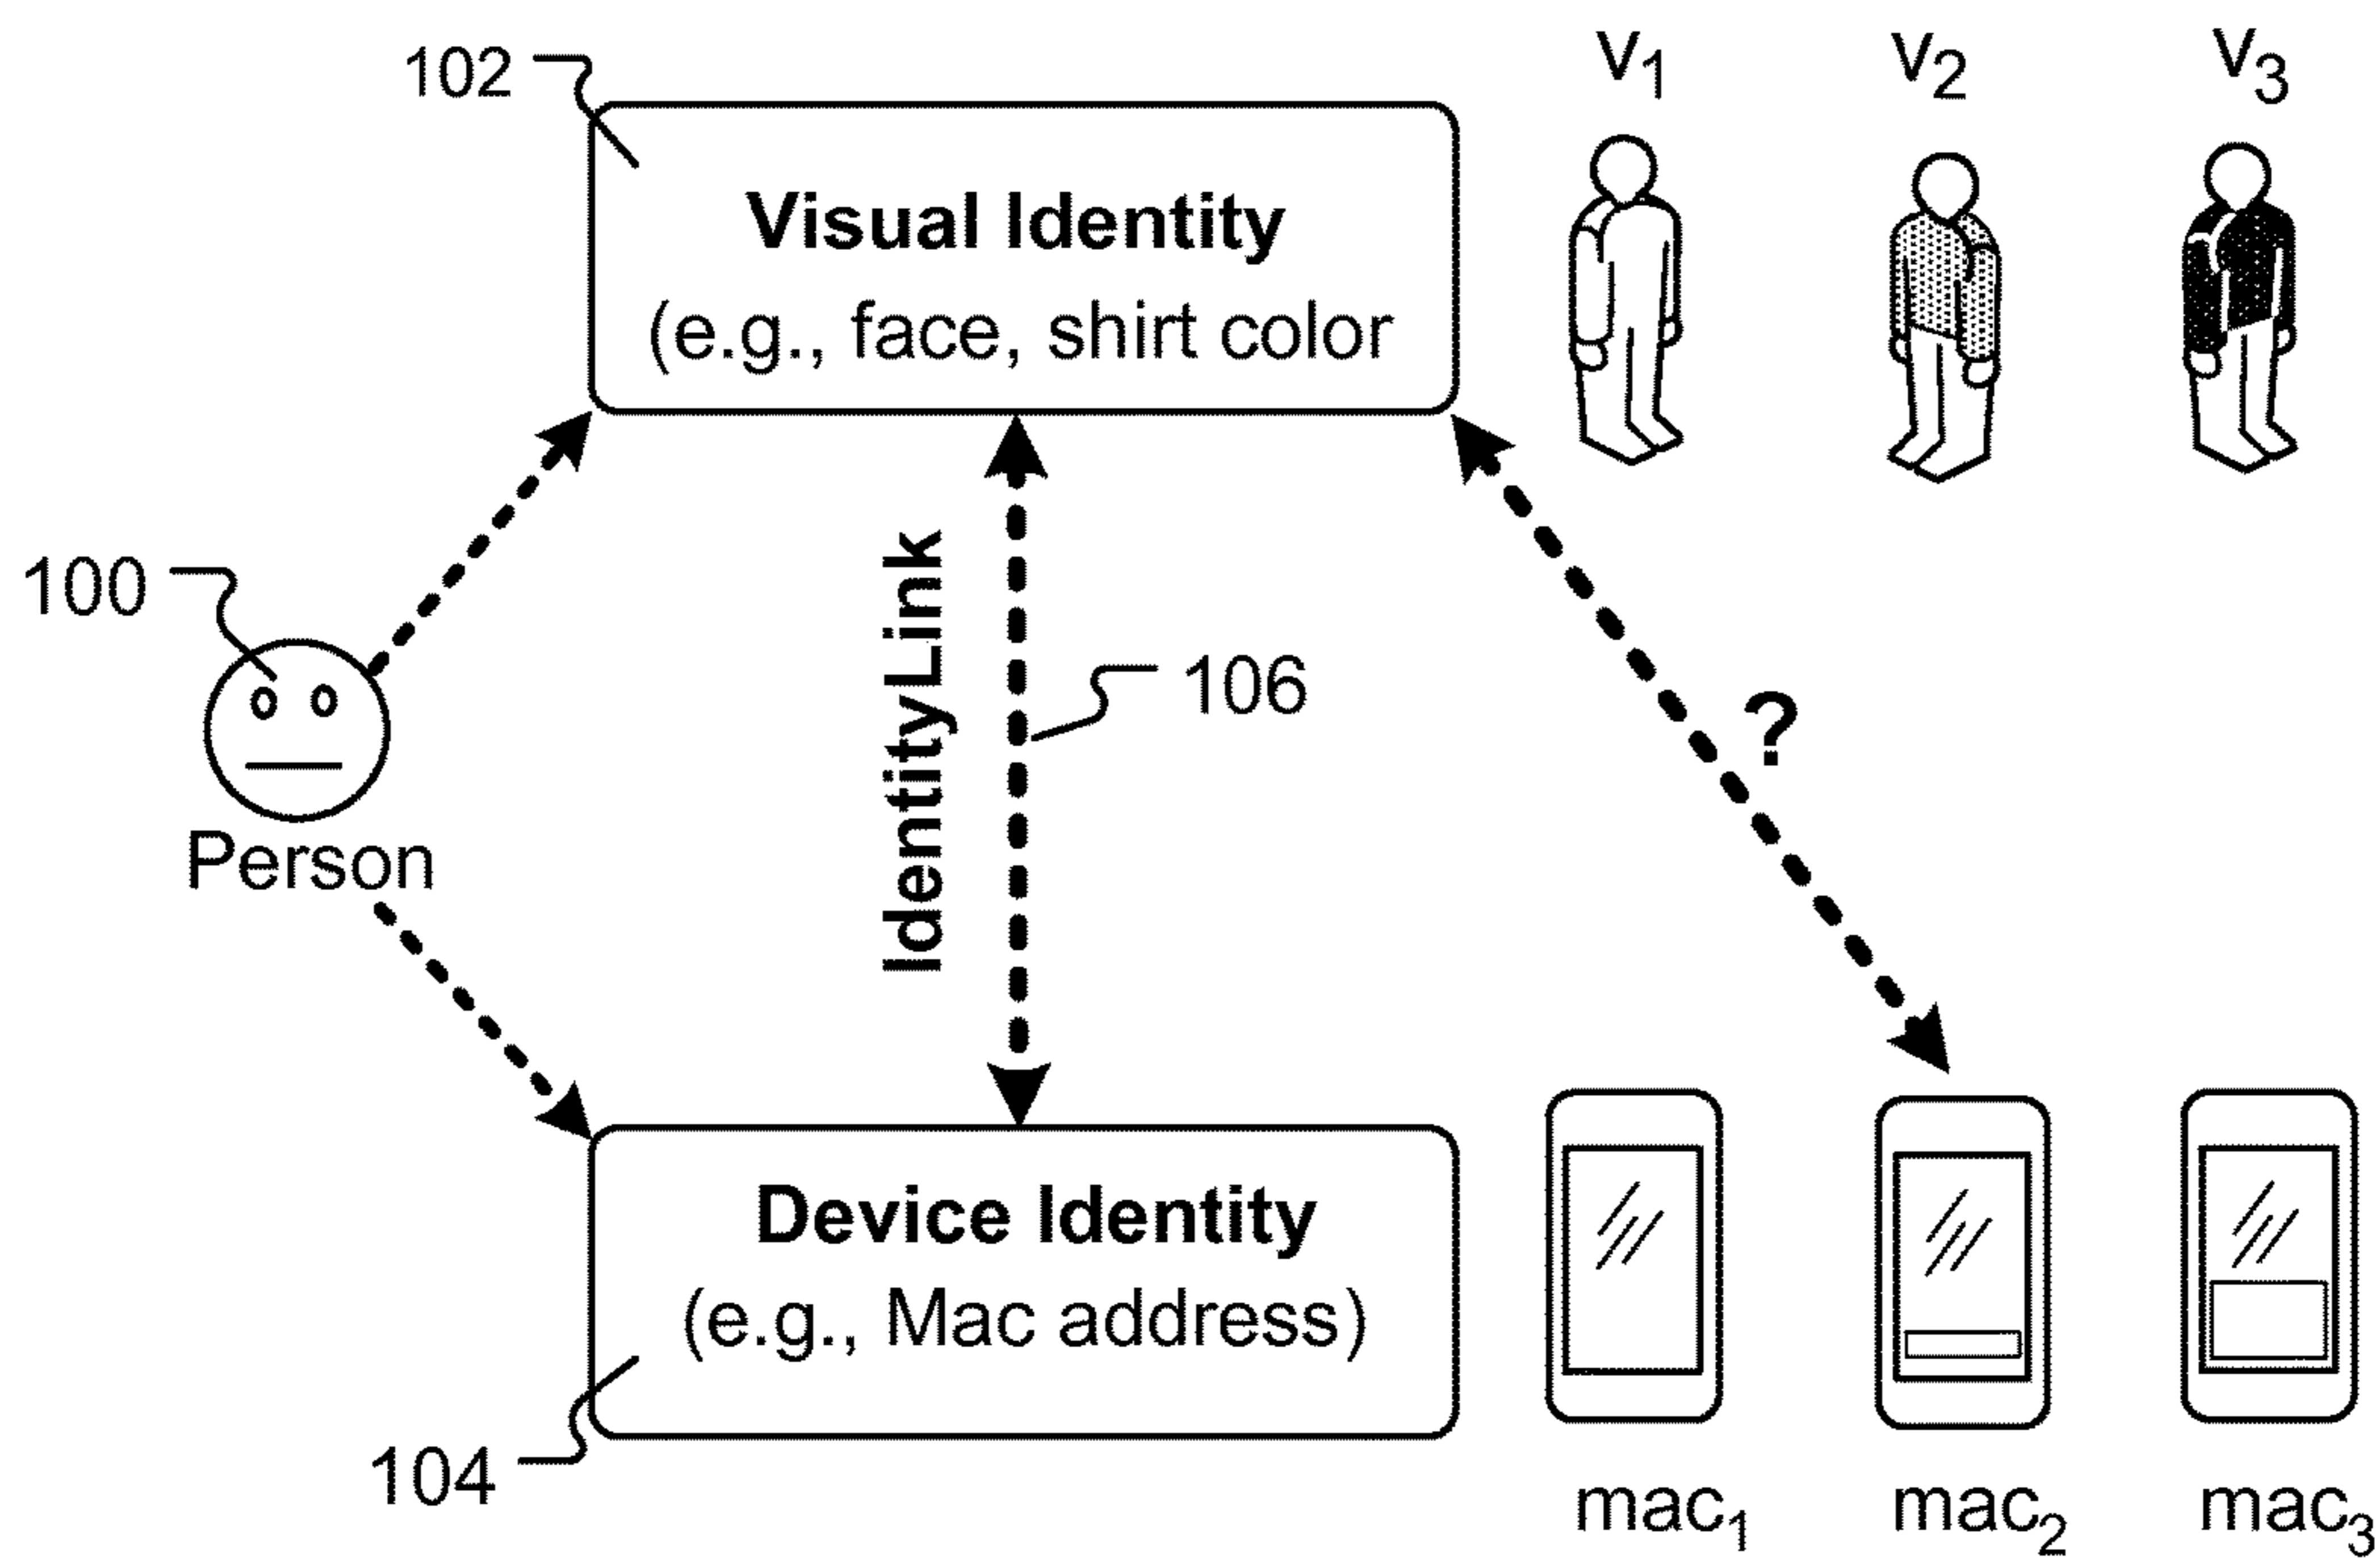 102
v1
v2
v3
Visual Identity
(e.g., face, shirt color
100
Person
IdentityLink
106
?
Device Identity
(e.g., Mac address)
104
mac1
mac2
mac3